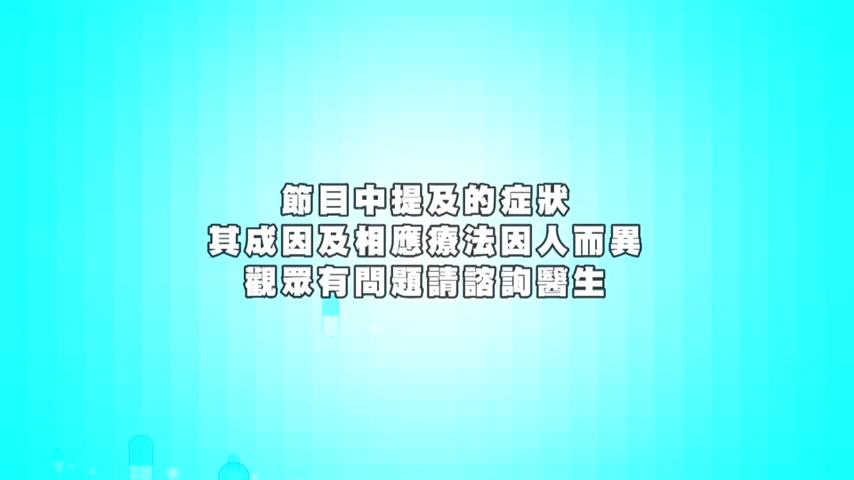 節目中提及的症狀
其成因及相應療法因人而異
觀眾有問題請諮詢醫生